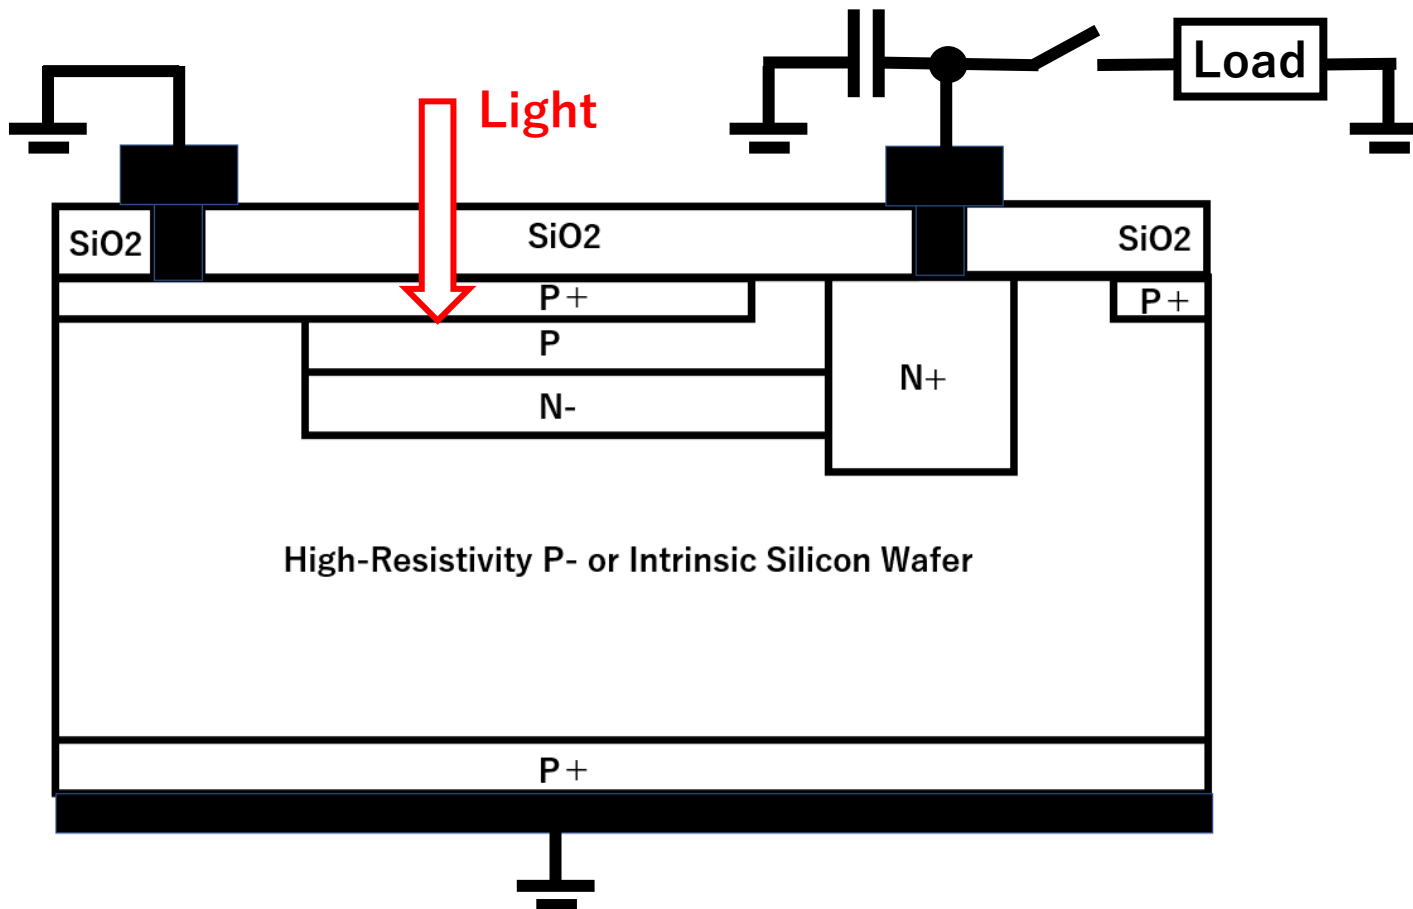 Load
Light
SiO2
SiO2
SiO2
P+
P+
P
N+
N-
High-Resistivity P- or Intrinsic Silicon Wafer
P+